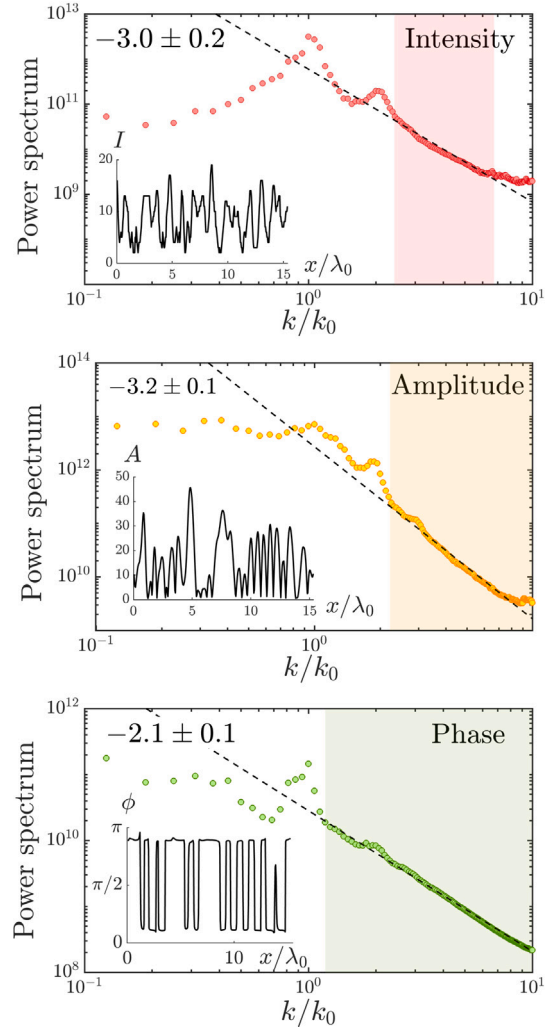 10^13
−3.0 ± 0.2
Intensity
10^11
10^9
Power spectrum
I
20
10
0
0
5
10
15
x/λ₀
10^−1
10^0
10^1
k/k₀
10^14
−3.2 ± 0.1
Amplitude
10^12
10^10
Power spectrum
A
50
40
30
20
10
0
0
5
10
15
x/λ₀
10^−1
10^0
10^1
k/k₀
10^12
−2.1 ± 0.1
Phase
10^10
10^8
Power spectrum
ϕ
π
π/2
0
0
10
x/λ₀
10^−1
10^0
10^1
k/k₀